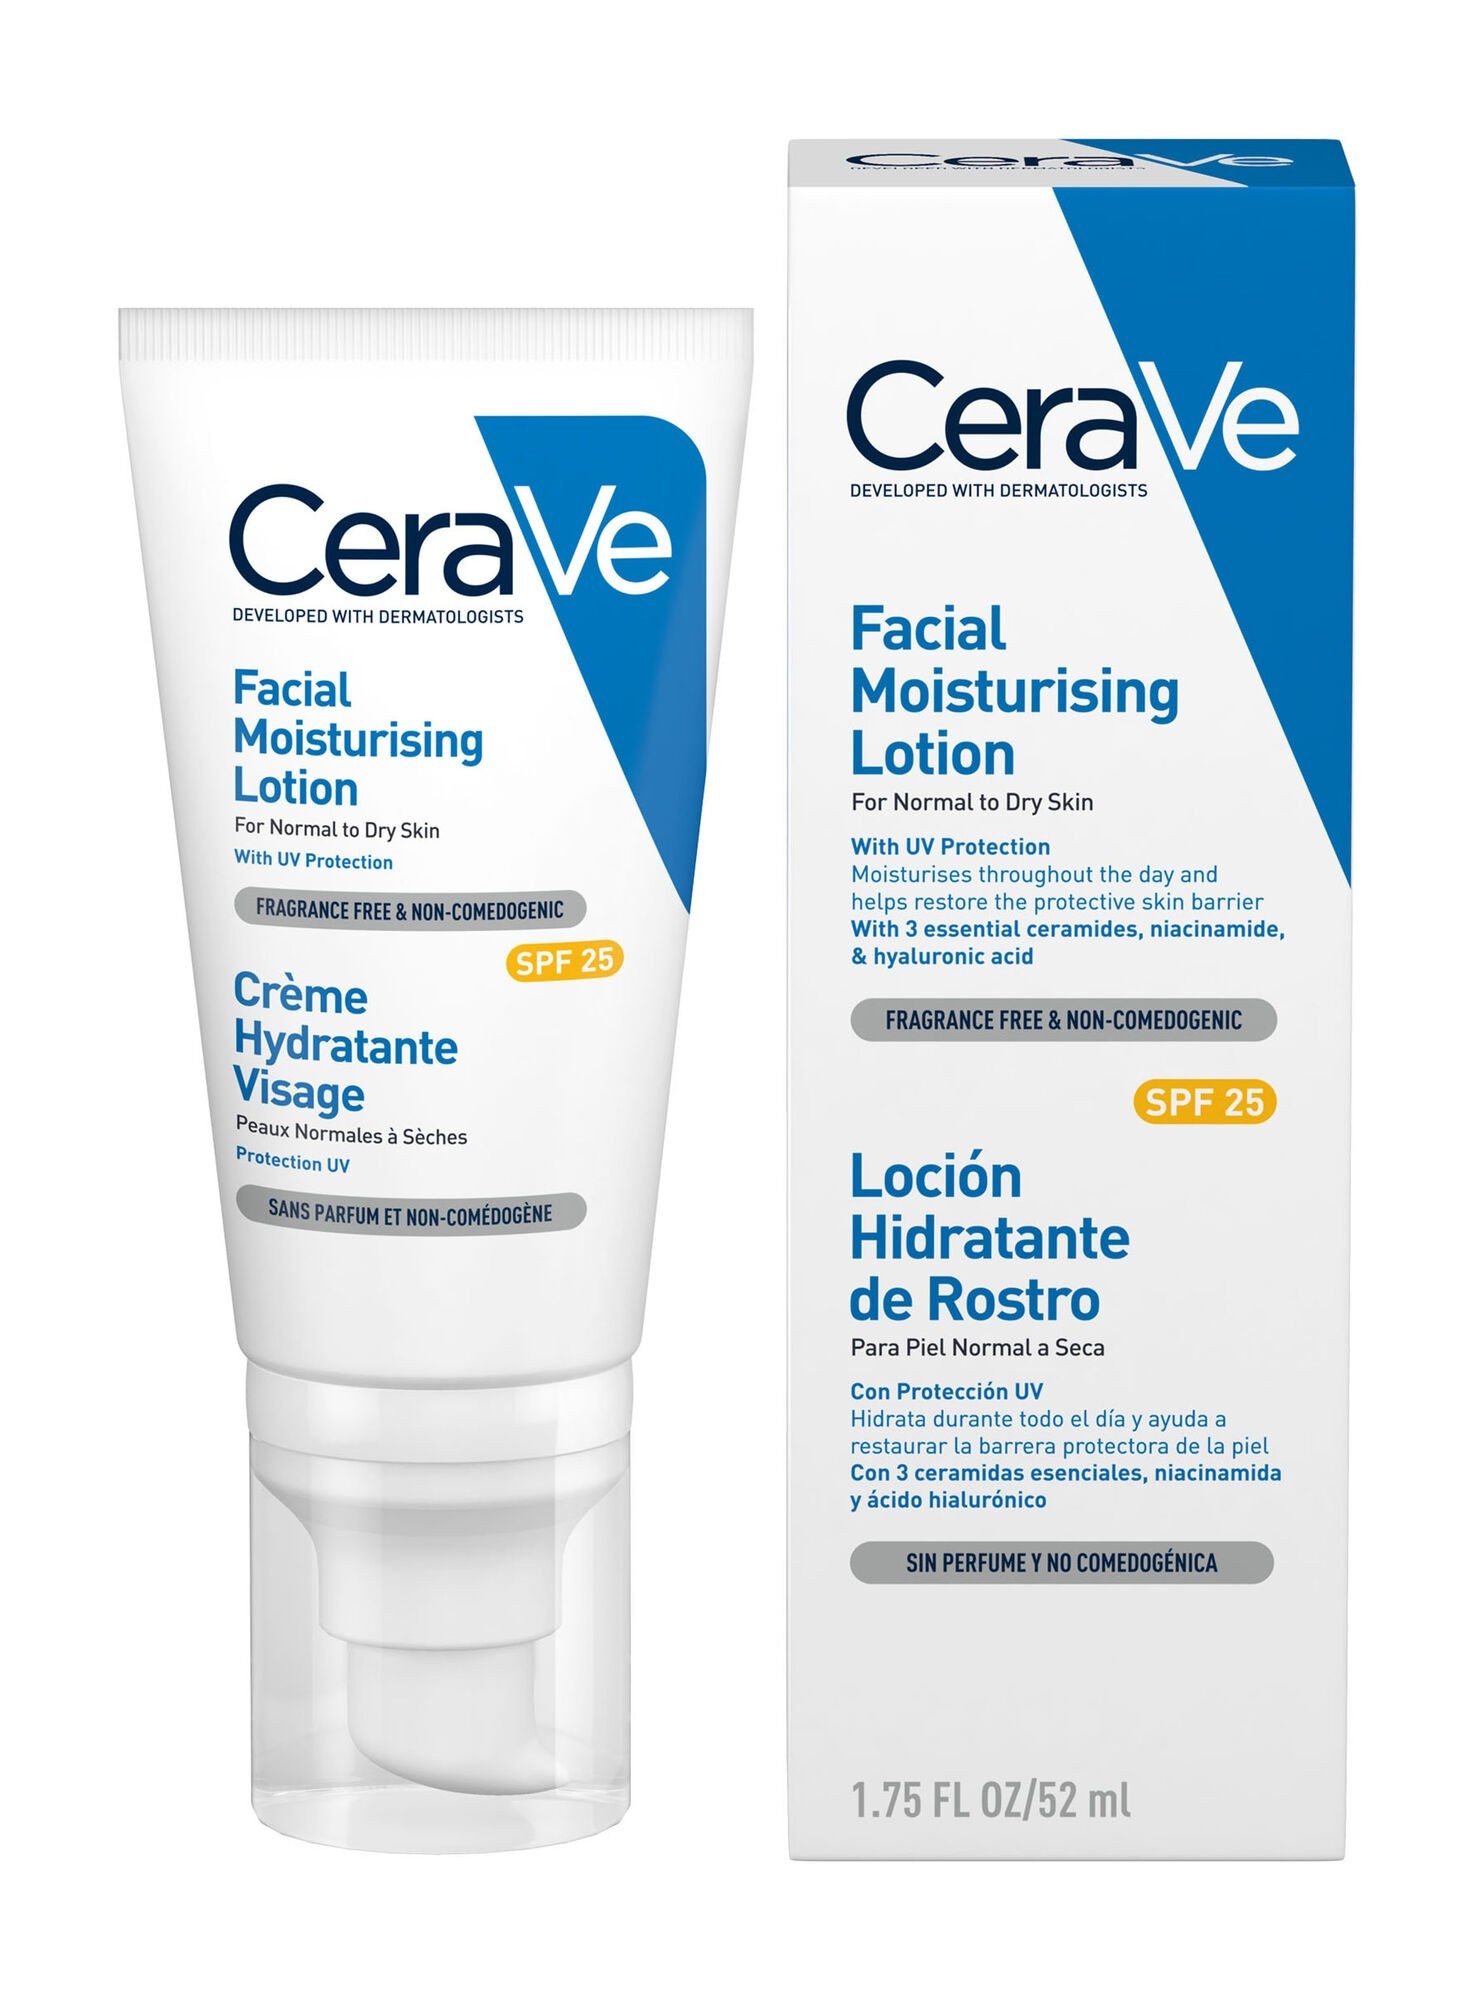 CeraVe
DEVELOPED WITH DERMATOLOGISTS
Facial
Moisturising
Lotion
For Normal to Dry Skin
With UV Protection
FRAGRANCE FREE & NON-COMEDOGENIC
SPF 25
Crème
Hydratante
Visage
Peaux Normales à Sèches
Protection UV
SANS PARFUM ET NON-COMÉDOGÈNE
CeraVe
DEVELOPED WITH DERMATOLOGISTS
CeraVe
DEVELOPED WITH DERMATOLOGISTS
Facial
Moisturising
Lotion
For Normal to Dry Skin
With UV Protection
Moisturises throughout the day and
helps restore the protective skin barrier
With 3 essential ceramides, niacinamide,
& hyaluronic acid
FRAGRANCE FREE & NON-COMEDOGENIC
SPF 25
Loción
Hidratante
de Rostro
Para Piel Normal a Seca
Con Protección UV
Hidrata durante todo el día y ayuda a
restaurar la barrera protectora de la piel
Con 3 ceramidas esenciales, niacinamida
y ácido hialurónico
SIN PERFUME Y NO COMEDOGÉNICA
1.75 FL OZ/52 ml